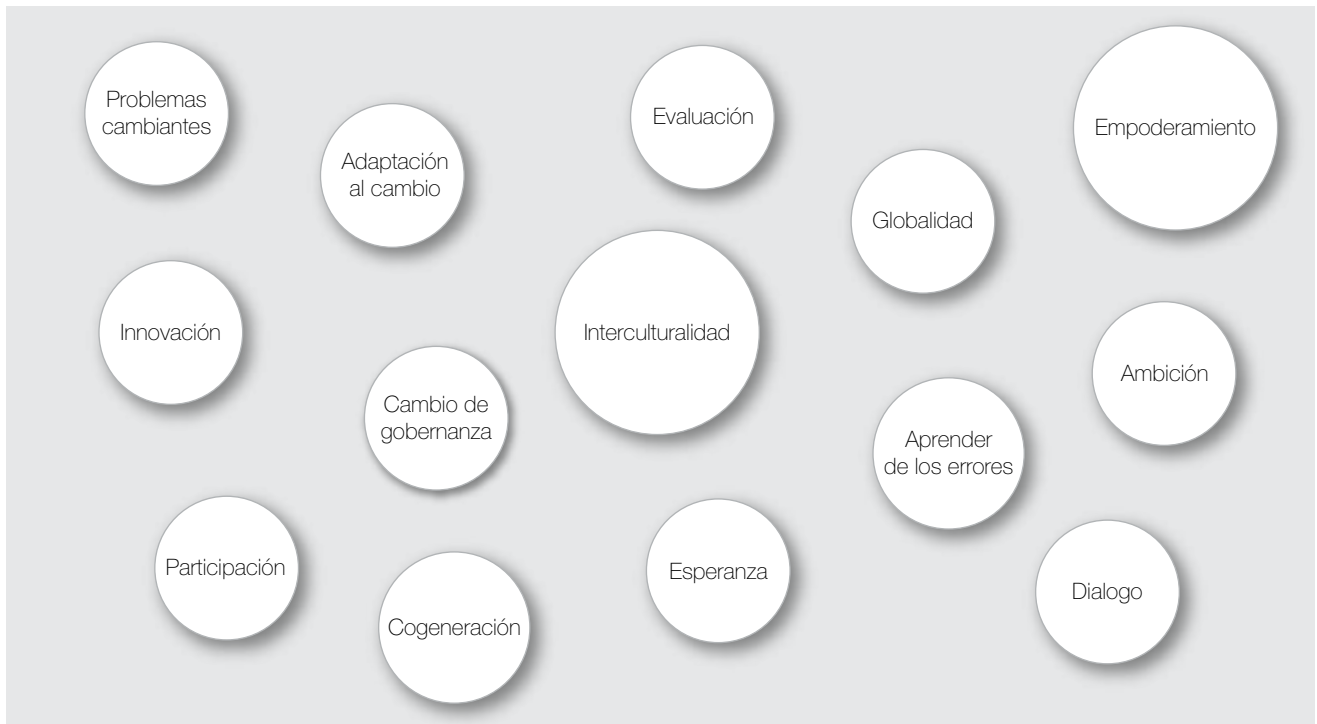 Problemas
cambiantes
Adaptación
al cambio
Evaluación
Empoderamiento
Globalidad
Innovación
Interculturalidad
Ambición
Cambio de
gobernanza
Aprender
de los errores
Participación
Cogeneración
Esperanza
Dialogo